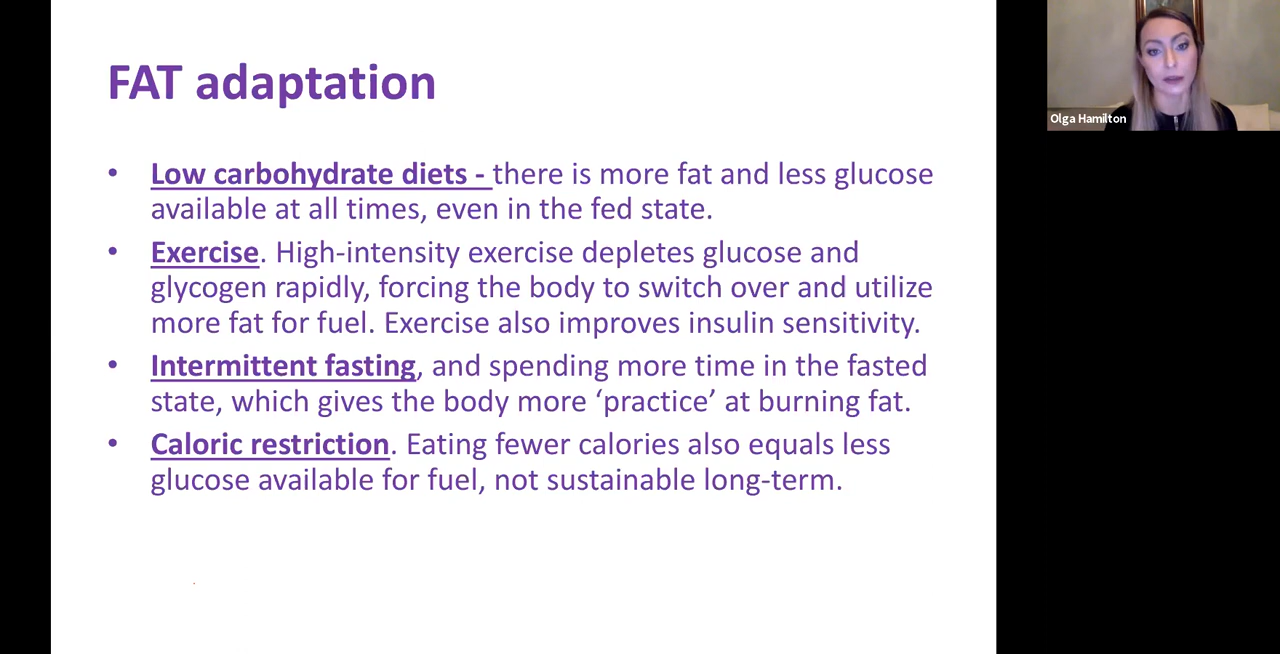 FAT adaptation
• Low carbohydrate diets - there is more fat and less glucose
available at all times, even in the fed state.
• Exercise. High-intensity exercise depletes glucose and
glycogen rapidly, forcing the body to switch over and utilize
more fat for fuel. Exercise also improves insulin sensitivity.
• Intermittent fasting, and spending more time in the fasted
state, which gives the body more ‘practice’ at burning fat.
• Caloric restriction. Eating fewer calories also equals less
glucose available for fuel, not sustainable long-term.
Olga Hamilton